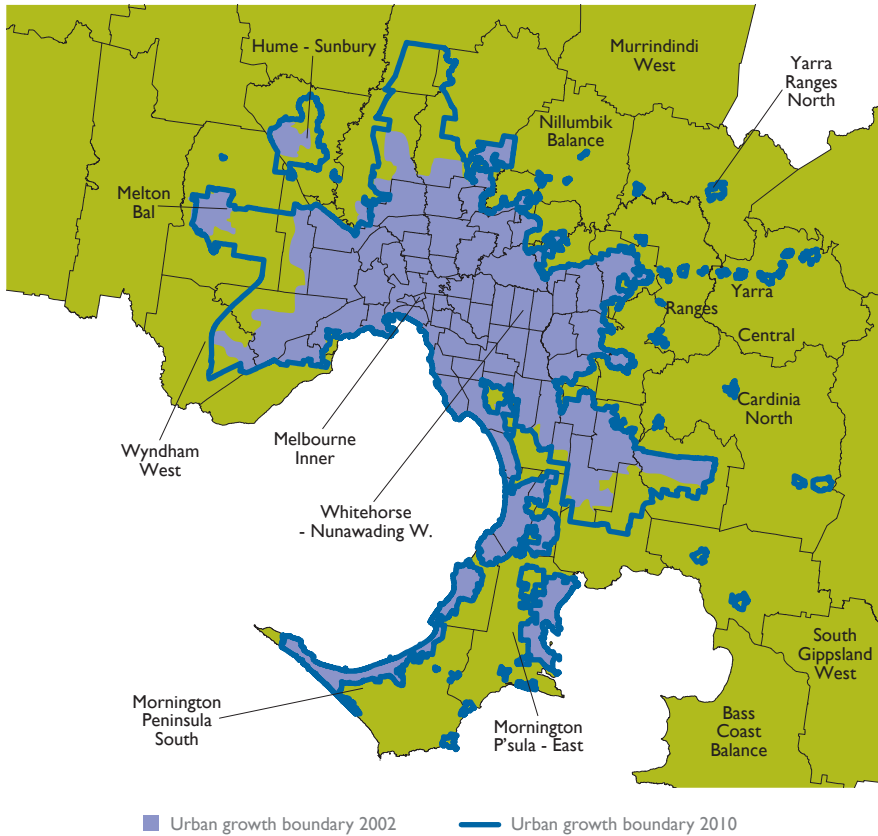 Hume - Sunbury
Murrindindi
West
Yarra
Ranges
North
Nillumbik
Balance
Melton
Bal
Yarra
Ranges
Central
Cardinia
North
Wyndham
West
Melbourne
Inner
Whitehorse
- Nunawading W.
South
Gippsland
West
Mornington
Peninsula
South
Mornington
P'sula - East
Bass
Coast
Balance
Urban growth boundary 2002
Urban growth boundary 2010